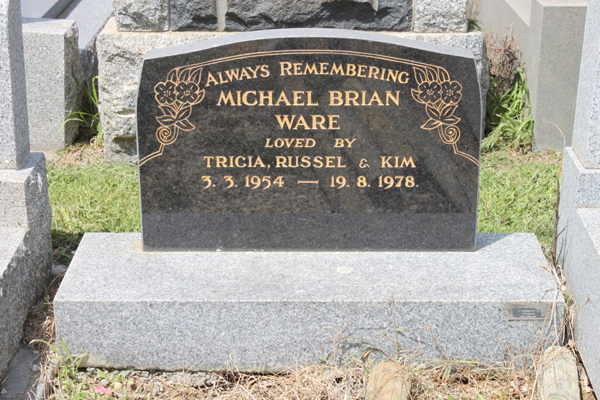 ALWAYS REMEMBERING
MICHAEL BRIAN
WARE
LOVED BY
TRICIA, RUSSEL & KIM
3. 3. 1954 — 19. 8. 1978.